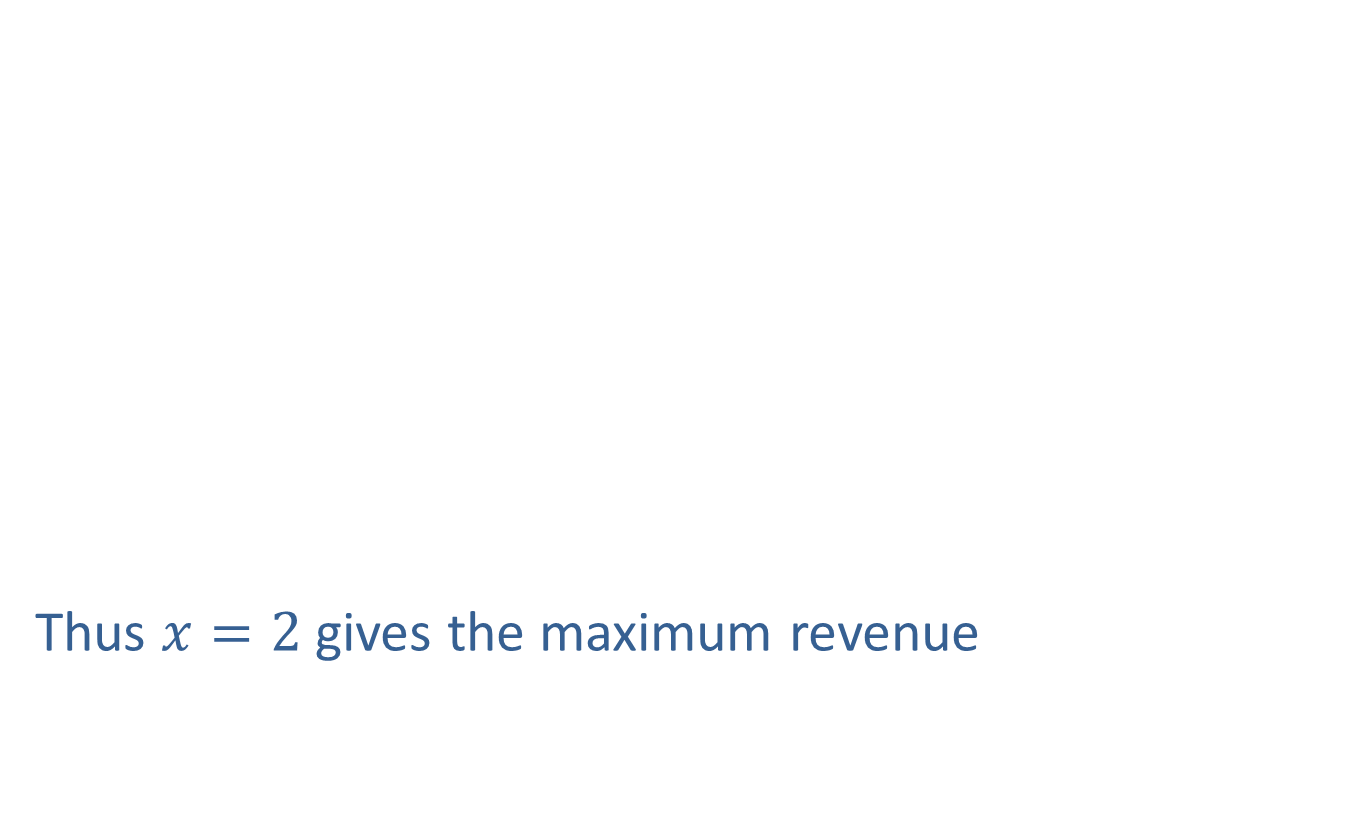 Thus 𝑥 = 2 gives the maximum revenue